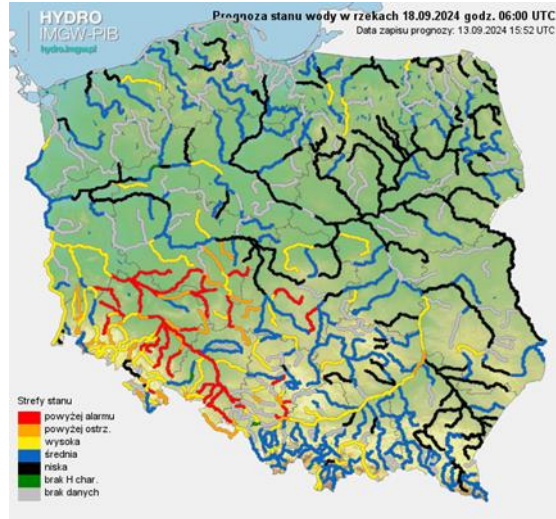 HYDRO
IMGW-PIB
hydro.imgw.pl
Prognoza stanu wody w rzekach 18.09.2024 godz. 06:00 UTC
Data zapisu prognozy: 13.09.2024 15:52 UTC
Strefy stanu
powyżej alarmu
powyżej ostrz.
wysoka
średnia
niska
brak H char.
brak danych